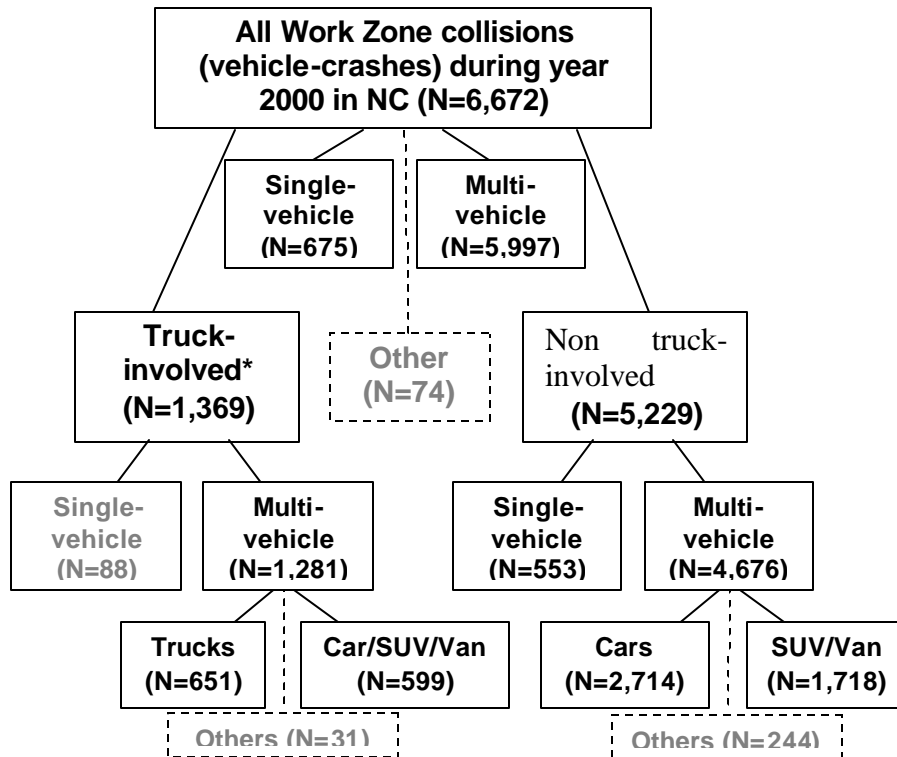 All Work Zone collisions
(vehicle-crashes) during year
2000 in NC (N=6,672)
Single-
vehicle
(N=675)
Multi-
vehicle
(N=5,997)
Truck-
involved*
(N=1,369)
Other
(N=74)
Non truck-
involved
(N=5,229)
Single-
vehicle
(N=88)
Multi-
vehicle
(N=1,281)
Single-
vehicle
(N=553)
Multi-
vehicle
(N=4,676)
Trucks
(N=651)
Car/SUV/Van
(N=599)
Cars
(N=2,714)
SUV/Van
(N=1,718)
Others (N=31)
Others (N=244)